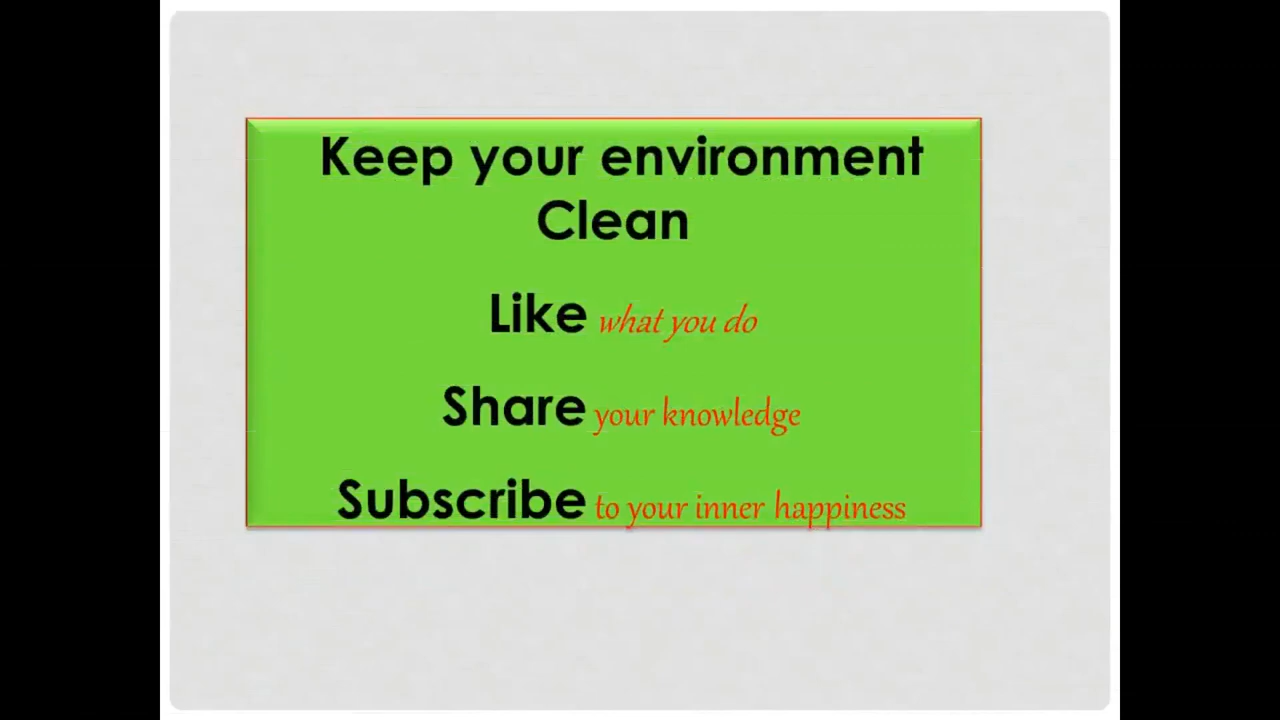 Keep your environment
Clean
Like what you do
Share your knowledge
Subscribe to your inner happiness